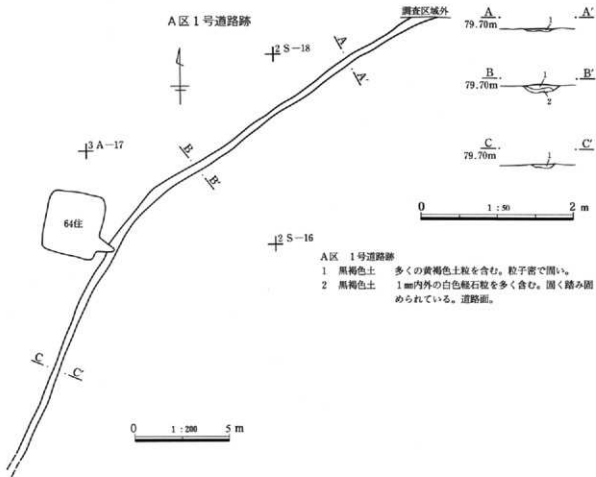 A区1号道路跡
調査区域外
2 S-18
A
A'
3 A-17
B
B'
64住
2 S-16
C
C'
0 1:200 5 m
A A'
79.70m
B 1 B'
79.70m
2
C 1 C'
79.70m
0 1:50 2 m
A区 1号道路跡
1 黒褐色土 多くの黄褐色土粒を含む。粒子密で固い。
2 黒褐色土 1㎜内外の白色軽石粒を多く含む。固く踏み固
められている。道路面。